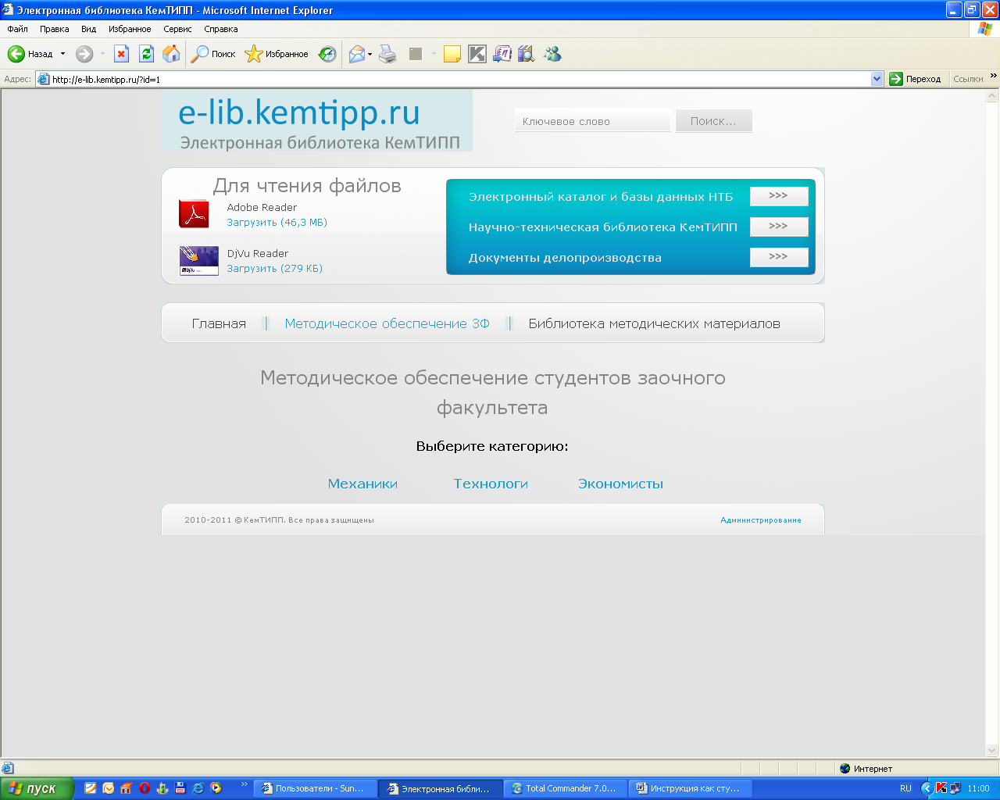 Электронная библиотека КемТИПП - Microsoft Internet Explorer
Файл Правка Вид Избранное Сервис Справка
Назад Поиск Избранное
Адрес: http://e-lib.kemtipp.ru/?id=1 Переход Ссылки »
e-lib.kemtipp.ru
Электронная библиотека КемТИПП
Ключевое слово Поиск...
Для чтения файлов
Adobe Reader
Загрузить (46,3 МБ)
DjVu Reader
Загрузить (279 КБ)
Электронный каталог и базы данных НТБ >>>
Научно-техническая библиотека КемТИПП >>>
Документы делопроизводства >>>
Главная Методическое обеспечение ЗФ Библиотека методических материалов
Методическое обеспечение студентов заочного
факультета
Выберите категорию:
Механики Технологи Экономисты
2010-2011 © КемТИПП. Все права защищены Администрирование
Интернет
пуск » Пользователи - Sun... Электронная библи... Total Commander 7.0... Инструкция как сту... RU 11:00